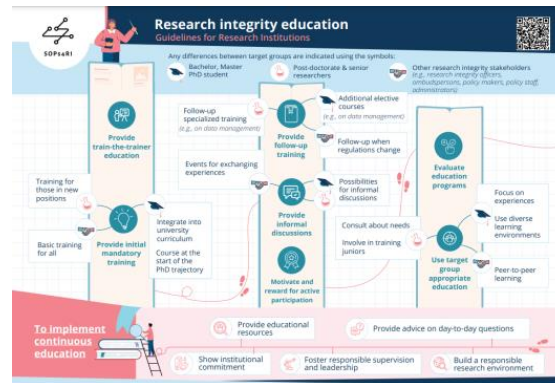 SOPs4RI
Research integrity education
Guidelines for Research Institutions
Any differences between target groups are indicated using the symbols:
Bachelor, Master
PhD student
Post-doctorate & senior
researchers
Other research integrity stakeholders
(e.g., research integrity officers,
ombudspersons, policy makers, policy staff,
administrators)
Provide
train-the-trainer
education
Training for
those in new
positions
Basic training
for all
Provide initial
mandatory
training
Integrate into
university
curriculum
Course at the
start of the
PhD trajectory
Follow-up
specialized training
(e.g., on data management)
Additional elective
courses
(e.g., on data management)
Provide
follow-up
training
Follow-up when
regulations change
Events for exchanging
experiences
Possibilities
for informal
discussions
Provide
informal
discussions
Motivate and
reward for active
participation
Evaluate
education
programs
Consult about needs
Involve in training
juniors
Focus on
experiences
Use diverse
learning
environments
Use target
group
appropriate
education
Peer-to-peer
learning
To implement
continuous
education
Provide educational
resources
Provide advice on day-to-day questions
Show institutional
commitment
Foster responsible supervision
and leadership
Build a responsible
research environment